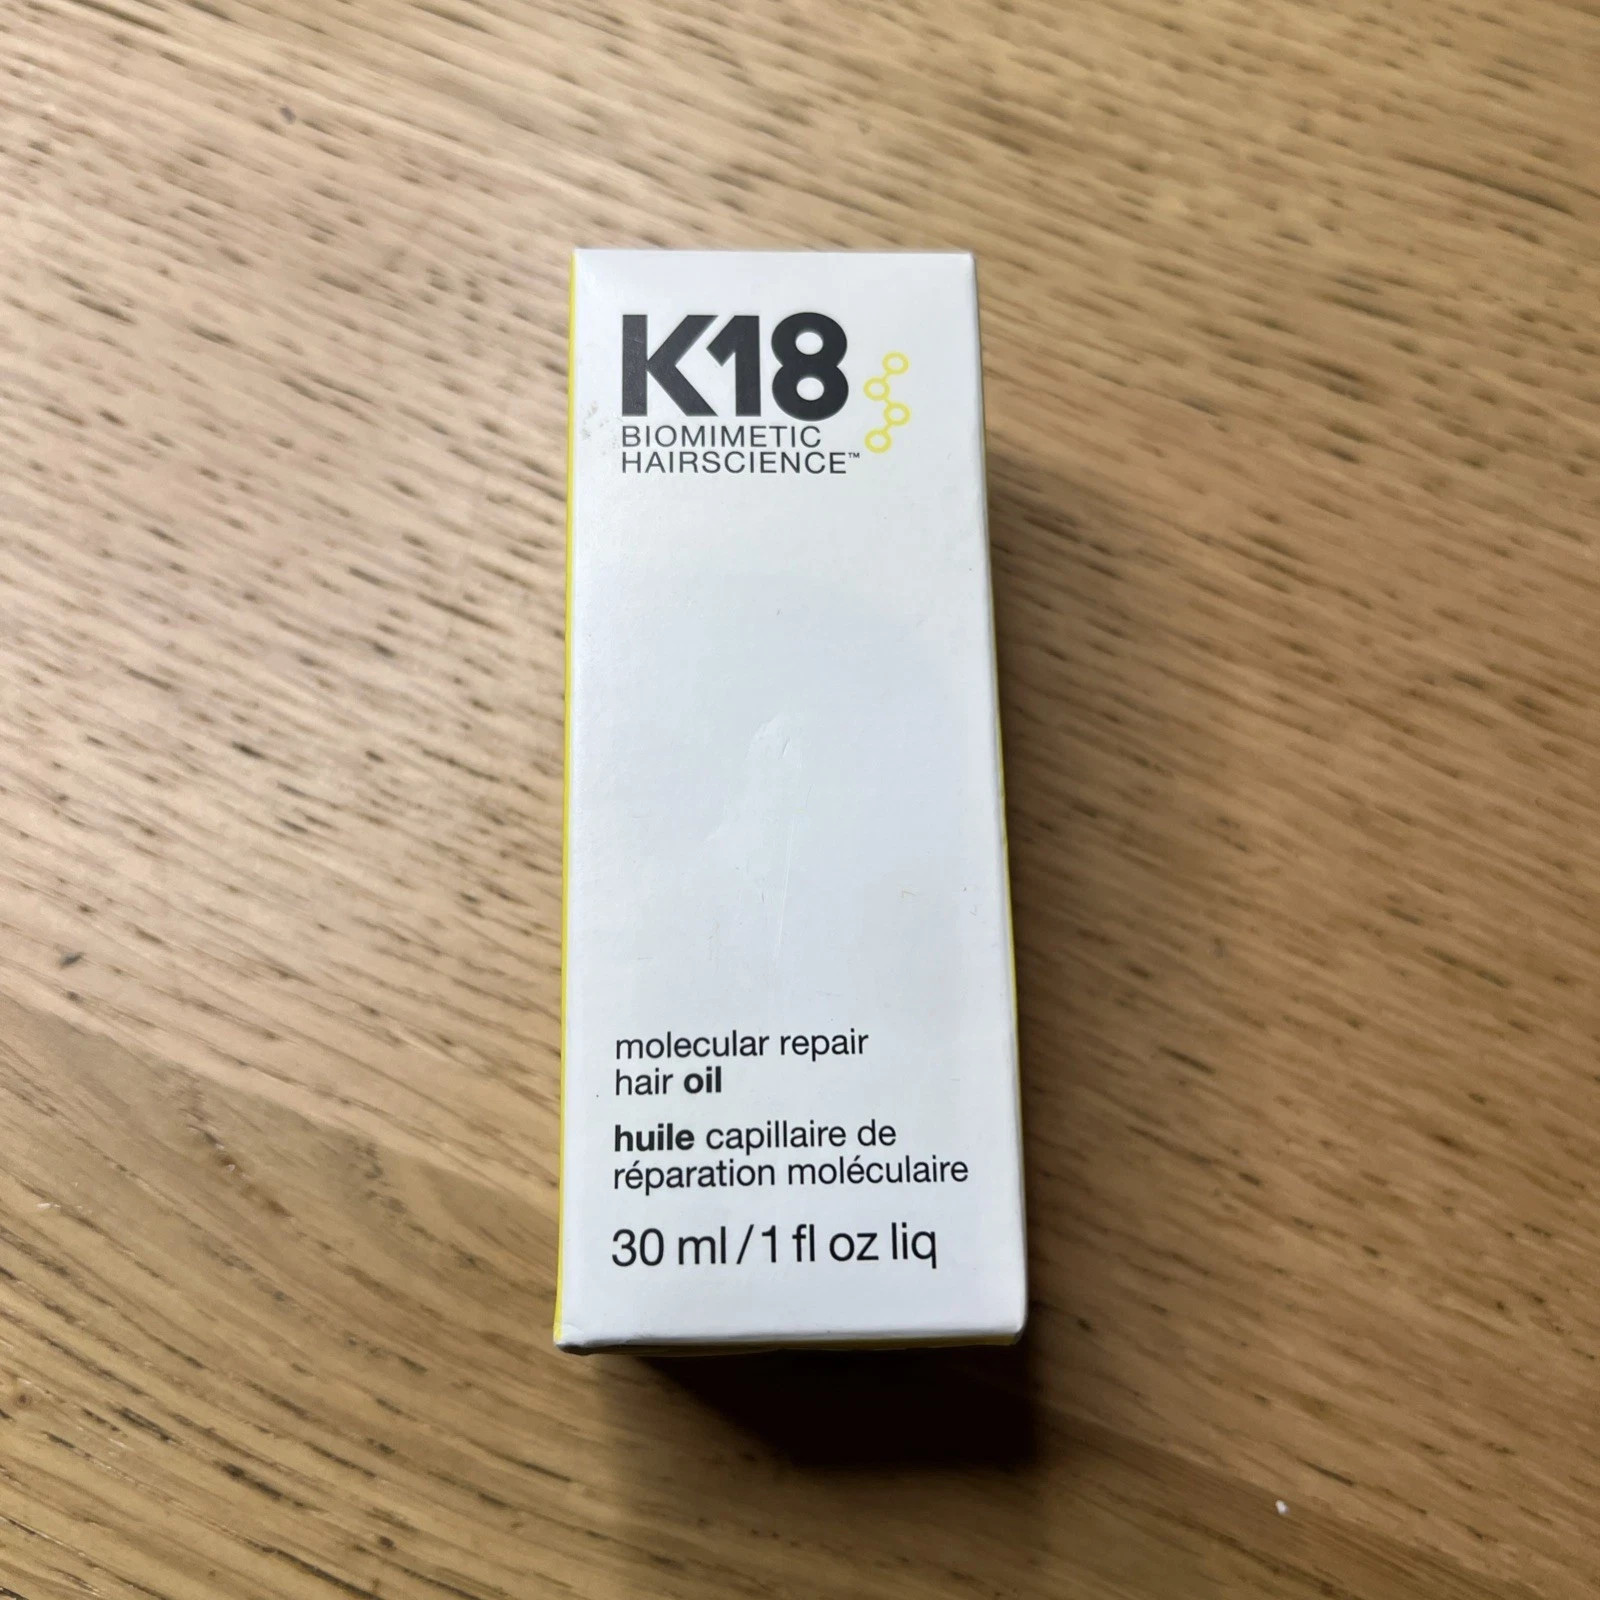 K18
BIOMIMETIC
HAIRSCIENCE™
molecular repair
hair oil
huile capillaire de
réparation moléculaire
30 ml/1 fl oz liq